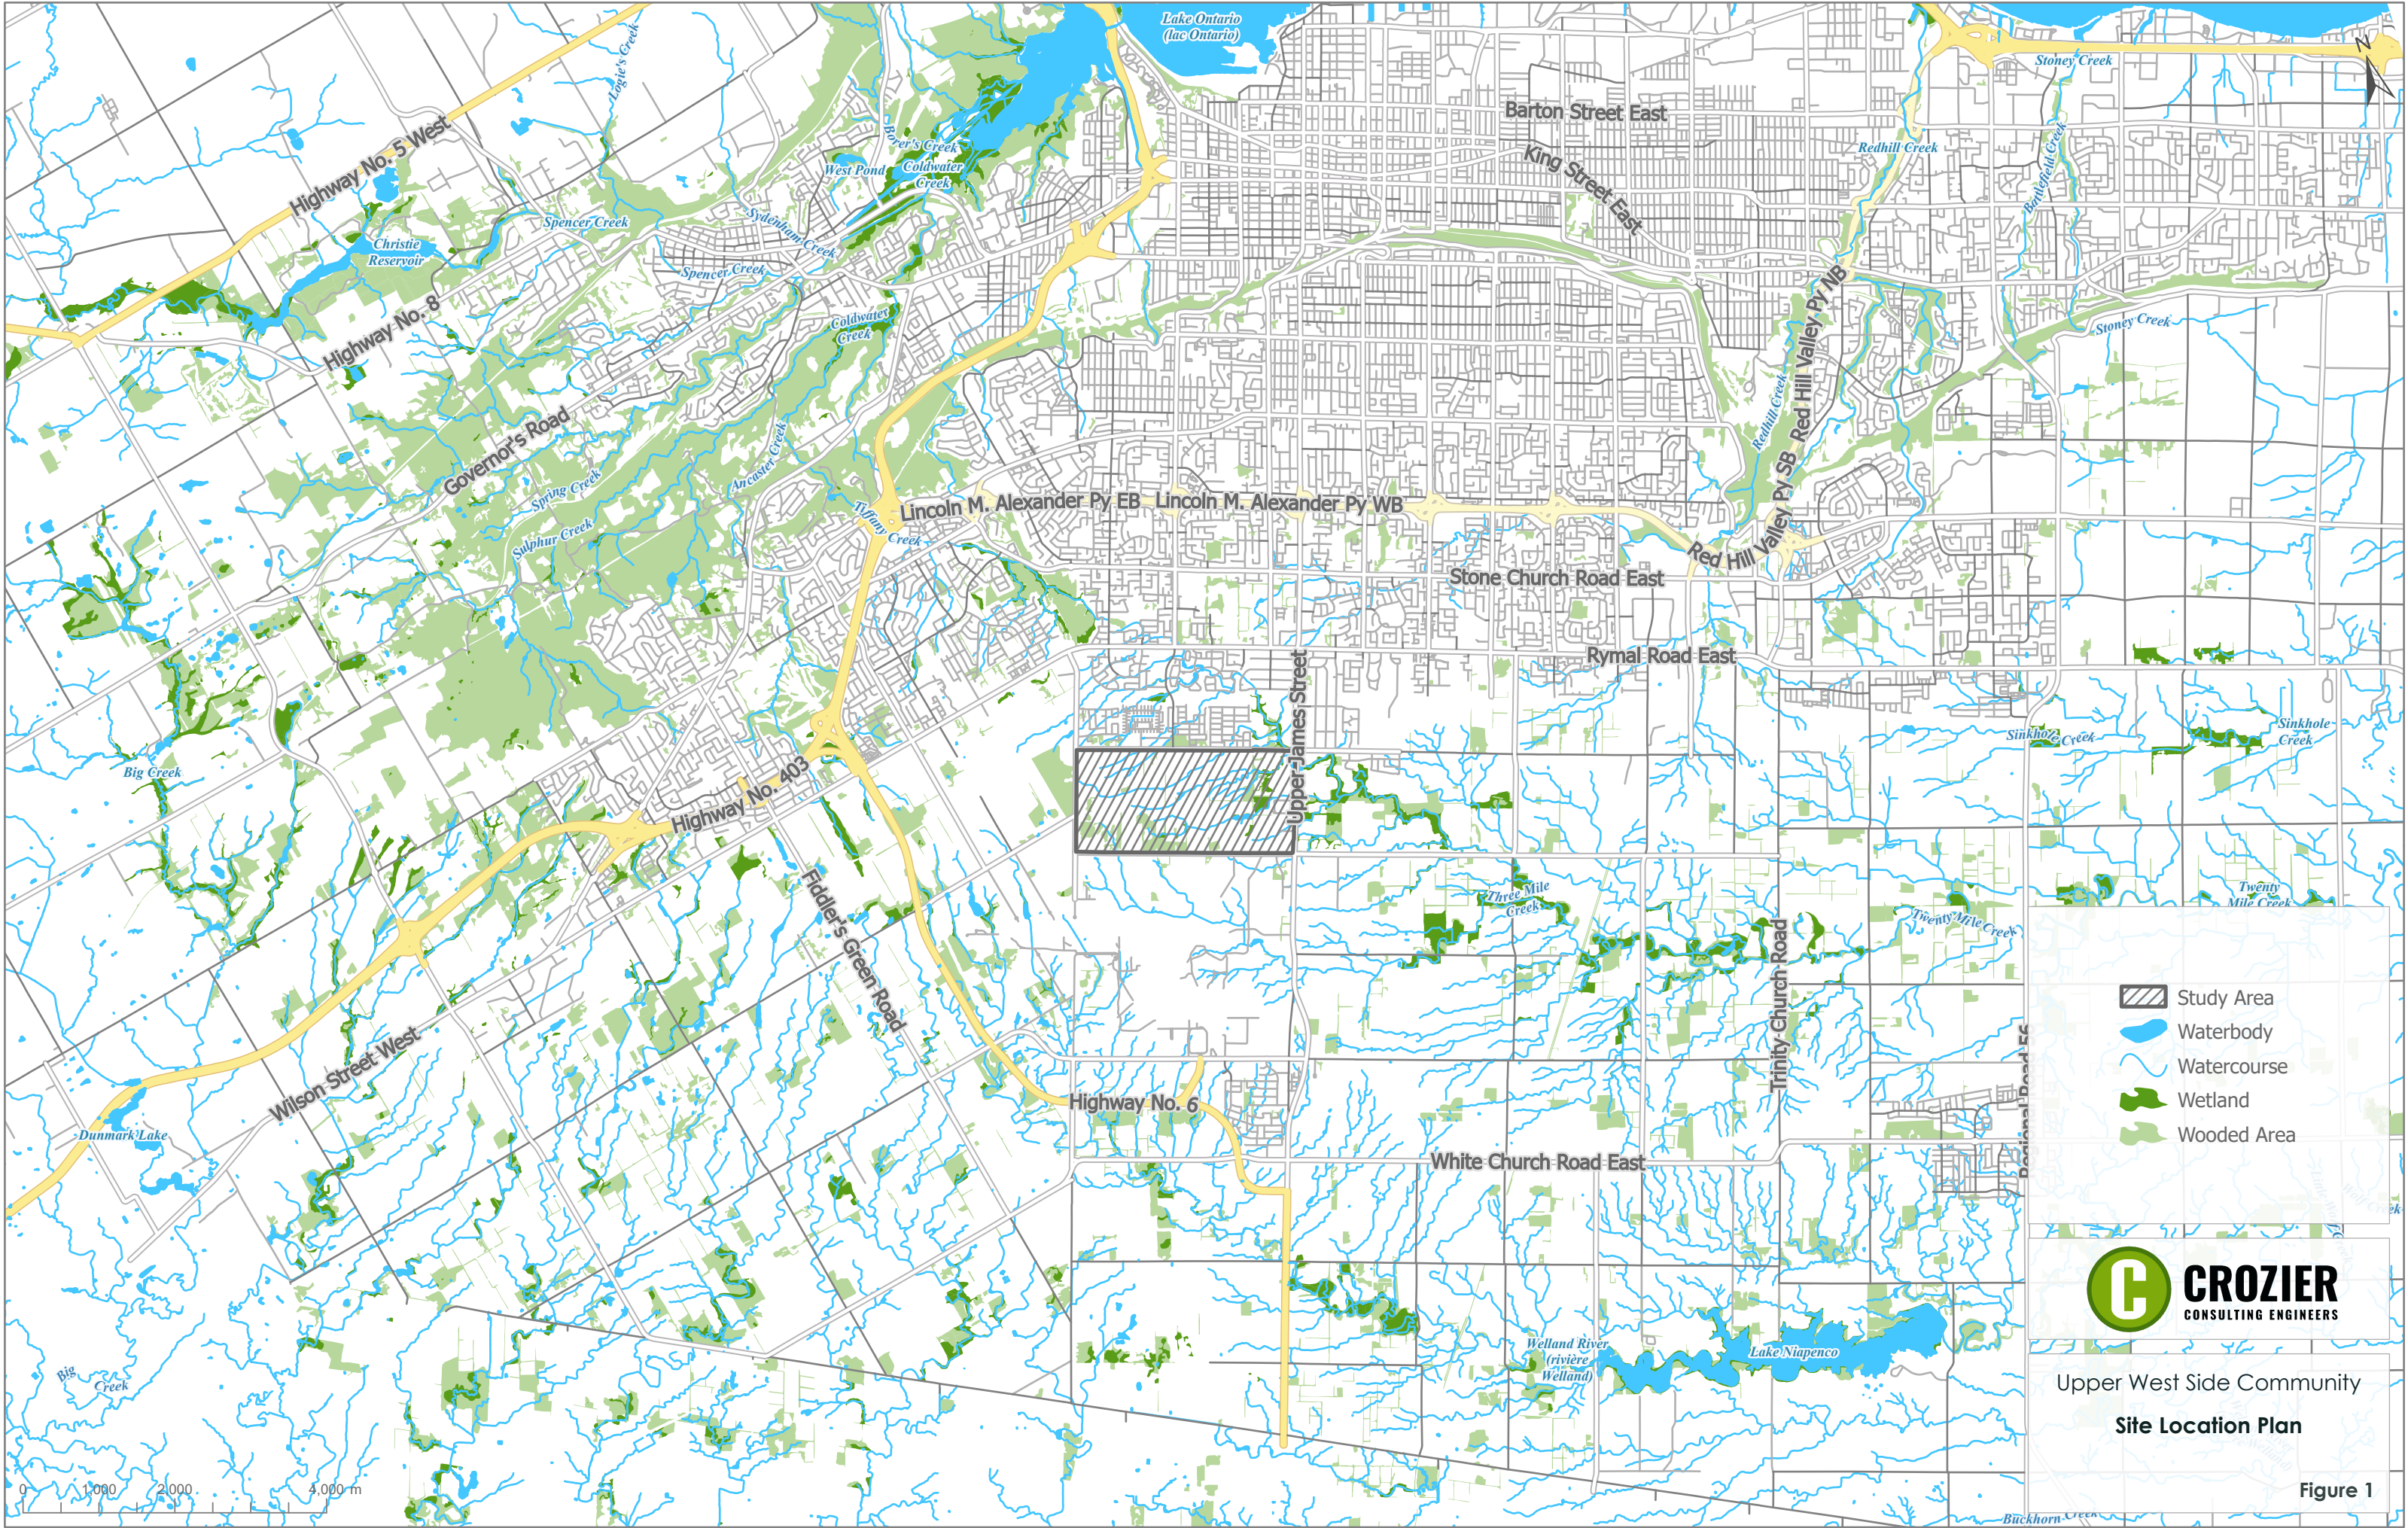 Lake Ontario
(lac Ontario)
N
Stoney Creek
Logie's Creek
Barton Street East
Highway No. 5 West
Borer's Creek
West Pond
Coldwater
Creek
King Street East
Redhill Creek
Battlefield Creek
Spencer Creek
Sydenham Creek
Christie
Reservoir
Spencer Creek
Highway No. 8
Coldwater
Creek
Red Hill Valley Py NB
Stoney Creek
Governor's Road
Redhill Creek
Ancaster Creek
Spring Creek
Sulphur Creek
Tiffany Creek
Lincoln M. Alexander Py EB
Lincoln M. Alexander Py WB
Red Hill Valley Py SB
Stone Church Road East
Rymal Road East
Upper James Street
Sinkhole Creek
Sinkhole
Creek
Big Creek
Highway No. 403
Fiddler's Green Road
Three Mile
Creek
Twenty
Mile Creek
Twenty Mile Creek
Trinity Church Road
Wilson Street West
Regional Road 56
Dunmark Lake
Highway No. 6
White Church Road East
Study Area
Waterbody
Watercourse
Wetland
Wooded Area
Welland River
(rivière
Welland)
Lake Niapenco
Big
Creek
C CROZIER
CONSULTING ENGINEERS
Upper West Side Community
Site Location Plan
Figure 1
0 1,000 2,000 4,000 m
Buckhorn Creek